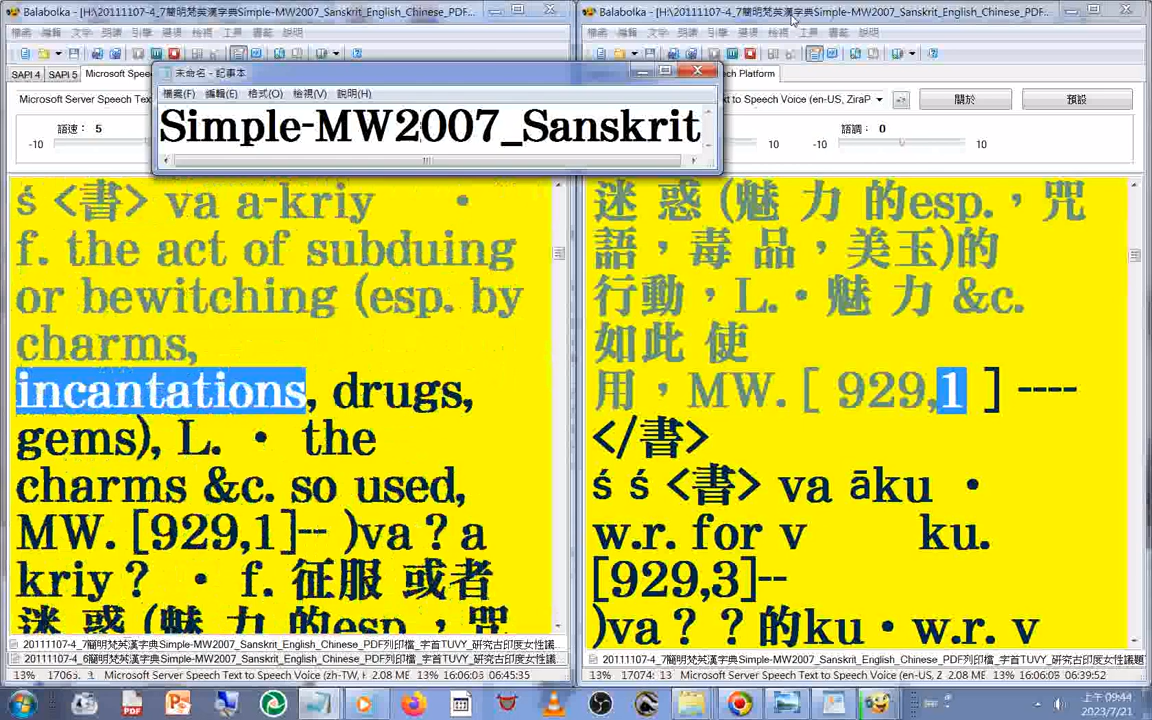 Balabolka - [H:\20111107-4_7簡明梵英漢字典Simple-MW2007_Sanskrit_English_Chinese_PDF...
Balabolka - [H:\20111107-4_7簡明梵英漢字典Simple-MW2007_Sanskrit_English_Chinese_PDF...
SAPI 4 SAPI 5 Microsoft Spee
ch Platform
Microsoft Server Speech Text
t to Speech Voice (en-US, ZiraP
關於 預設
語速： 5
語調： 0
-10
10
-10
10
未命名 - 記事本
檔案(F) 編輯(E) 格式(O) 檢視(V) 說明(H)
Simple-MW2007_Sanskrit
ś <書> va a-kriy •
f. the act of subduing
or bewitching (esp. by
charms,
incantations, drugs,
gems), L. • the
charms &c. so used,
MW. [929,1]-- )va ? a
kriy ? • f. 征服 或者
迷 惑 (魅 力 的esp.，咒
迷 惑 (魅 力 的esp.，咒
語，毒 品，美玉)的
行動，L.• 魅 力 &c.
如此 使
用，MW. [ 929,1 ] ----
</書>
ś ś <書> va āku •
w.r. for v ku.
[929,3]--
)va ? ? 的ku • w.r. v
20111107-4_7簡明梵英漢字典Simple-MW2007_Sanskrit_English_Chinese_PDF列印檔_字首TUVY_研究古印度女性議
20111107-4_6簡明梵英漢字典Simple-MW2007_Sanskrit_English_Chinese_PDF列印檔_字首TUVY_研究古印度女性議
20111107-4_7簡明梵英漢字典Simple-MW2007_Sanskrit_English_Chinese_PDF列印檔_字首TUVY_研究古印度女性議題
13% Microsoft Server Speech Text to Speech Voice (zh-TW, H 2.08 MB 16:06:03 06:45:35
13% 17074: 13 Microsoft Server Speech Text to Speech Voice (en-US, Z 2.08 MB 16:06:03 06:39:52
上午 09:44
2023/7/21